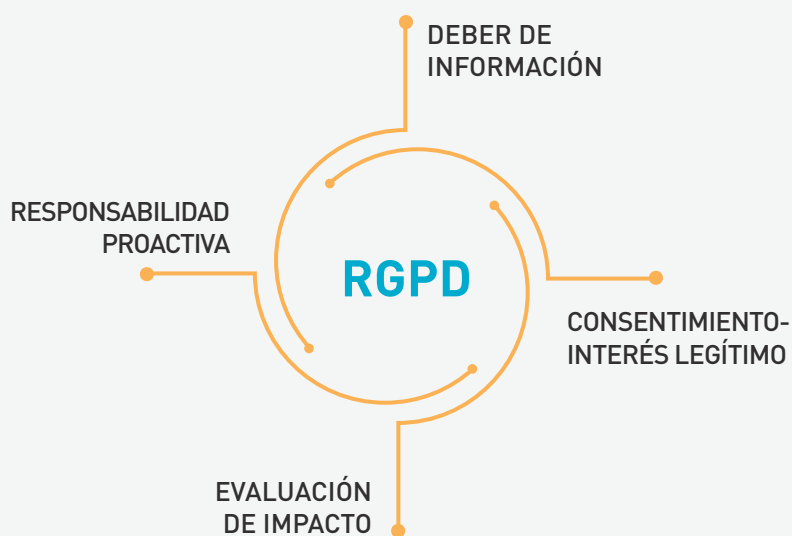 DEBER DE
INFORMACIÓN
RESPONSABILIDAD
PROACTIVA
RGPD
CONSENTIMIENTO-
INTERÉS LEGÍTIMO
EVALUACIÓN
DE IMPACTO